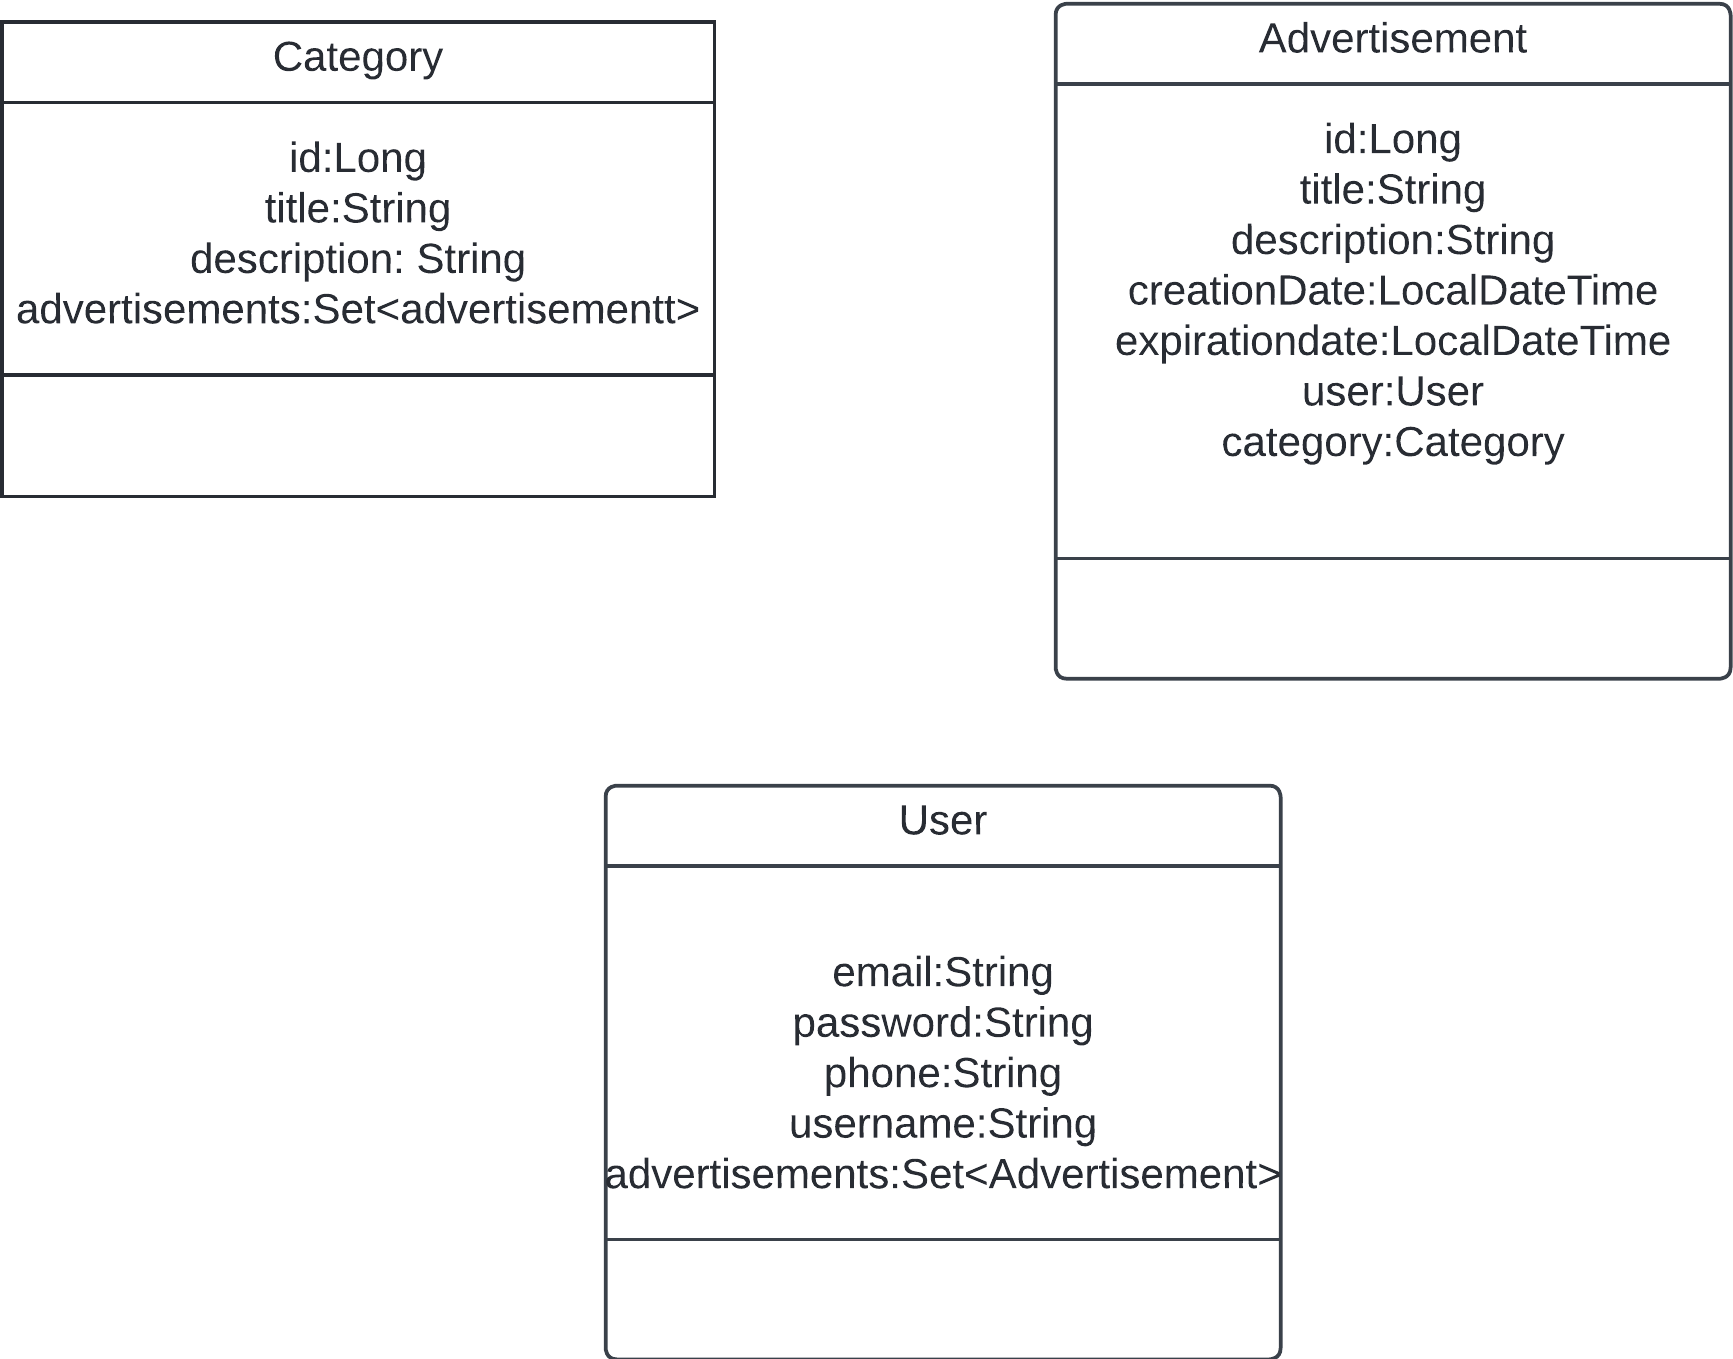 Category
id:Long
title:String
description: String
advertisements:Set<advertisementt>
Advertisement
id:Long
title:String
description:String
creationDate:LocalDateTime
expirationdate:LocalDateTime
user:User
category:Category
User
email:String
password:String
phone:String
username:String
advertisements:Set<Advertisement>